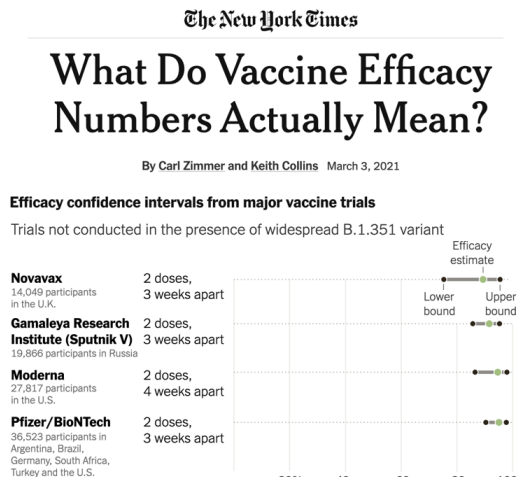 The New York Times
What Do Vaccine Efficacy
Numbers Actually Mean?
By Carl Zimmer and Keith Collins March 3, 2021
Efficacy confidence intervals from major vaccine trials
Trials not conducted in the presence of widespread B.1.351 variant
Efficacy
estimate
Novavax
14,049 participants
in the U.K.
2 doses,
3 weeks apart
Lower
bound
Upper
bound
Gamaleya Research
Institute (Sputnik V)
19,866 participants in Russia
2 doses,
3 weeks apart
Moderna
27,817 participants
in the U.S.
2 doses,
4 weeks apart
Pfizer/BioNTech
36,523 participants in
Argentina, Brazil,
Germany, South Africa,
Turkey and the U.S.
2 doses,
3 weeks apart